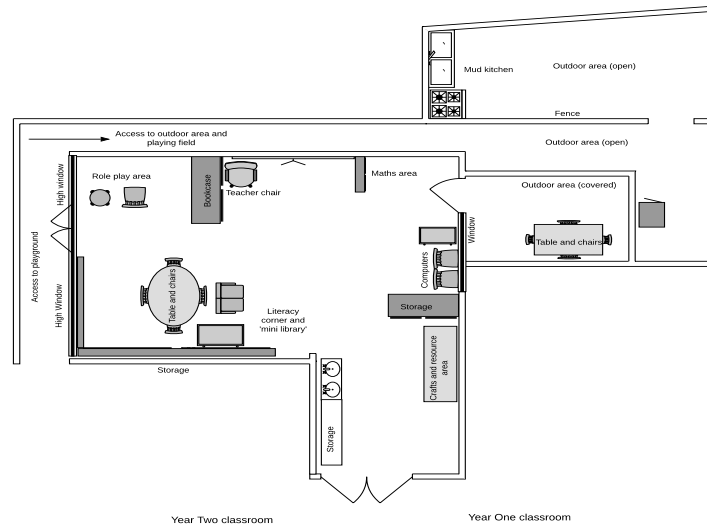 Mud kitchen
Outdoor area (open)
Fence
Access to outdoor area and
playing field
Outdoor area (open)
High window
Role play area
Bookcase
Teacher chair
Maths area
Outdoor area (covered)
Window
Table and chairs
Access to playground
High Window
Table and chairs
Computers
Literacy
corner and
'mini library'
Storage
Storage
Crafts and resource
area
Storage
Year Two classroom
Year One classroom